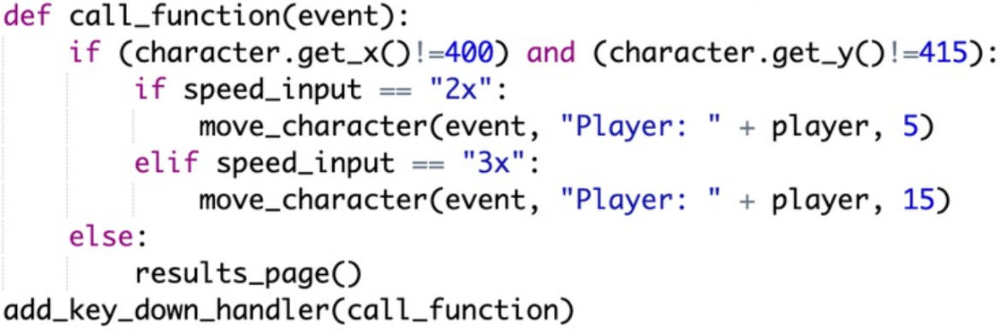 def call_function(event):
    if (character.get_x()!=400) and (character.get_y()!=415):
        if speed_input == "2x":
            move_character(event, "Player: " + player, 5)
        elif speed_input == "3x":
            move_character(event, "Player: " + player, 15)
    else:
        results_page()
add_key_down_handler(call_function)